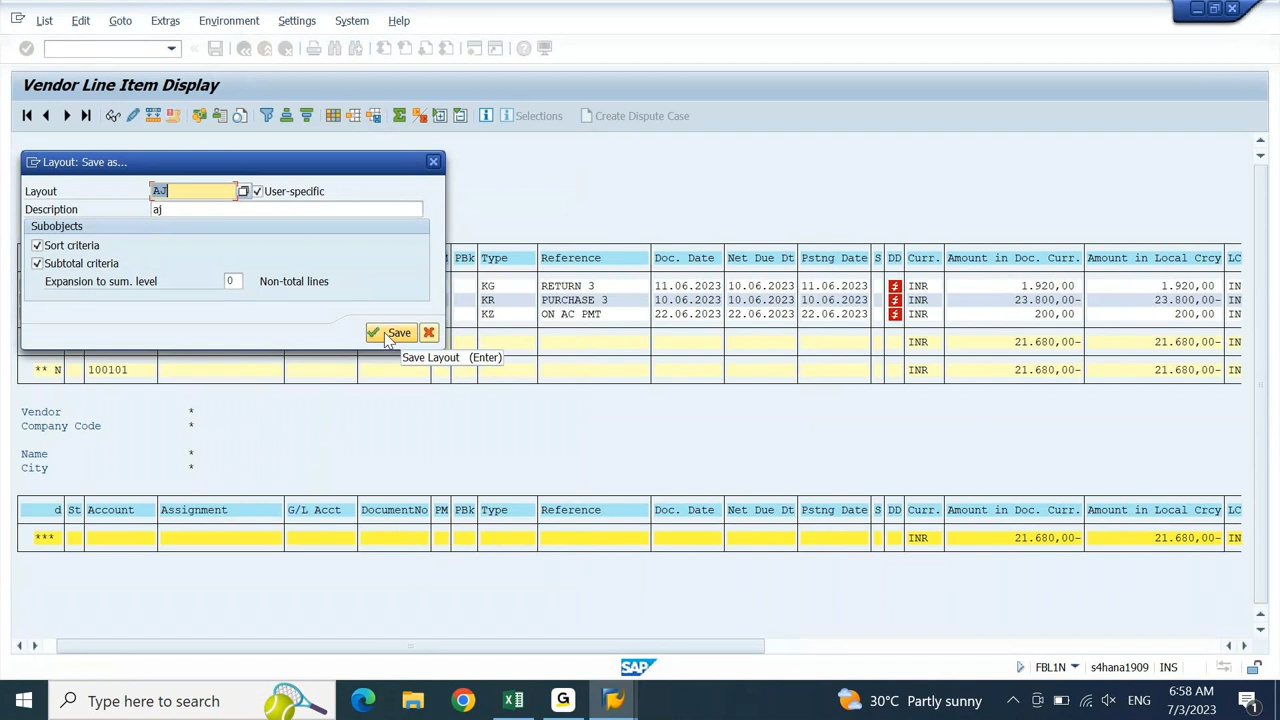 List Edit Goto Extras Environment Settings System Help
Vendor Line Item Display
Selections Create Dispute Case
Layout: Save as...
Layout AJ User-specific
Description aj
Subobjects
Sort criteria
Subtotal criteria
Expansion to sum. level 0 Non-total lines
Save
Save Layout (Enter)
PBk Type Reference Doc. Date Net Due Dt Pstng Date S DD Curr. Amount in Doc. Curr. Amount in Local Crcy LC
KG RETURN 3 11.06.2023 10.06.2023 11.06.2023 INR 1.920,00 1.920,00 IN
KR PURCHASE 3 10.06.2023 10.06.2023 10.06.2023 INR 23.800,00- 23.800,00- IN
KZ ON AC PMT 22.06.2023 22.06.2023 22.06.2023 INR 200,00 200,00 IN
INR 21.680,00- 21.680,00- IN
** N 100101 INR 21.680,00- 21.680,00- IN
Vendor *
Company Code *
Name *
City *
d St Account Assignment G/L Acct DocumentNo PM PBk Type Reference Doc. Date Net Due Dt Pstng Date S DD Curr. Amount in Doc. Curr. Amount in Local Crcy LC
*** INR 21.680,00- 21.680,00- IN
SAP FBL1N s4hana1909 INS
Type here to search G 30°C Partly sunny ENG 6:58 AM
7/3/2023 1